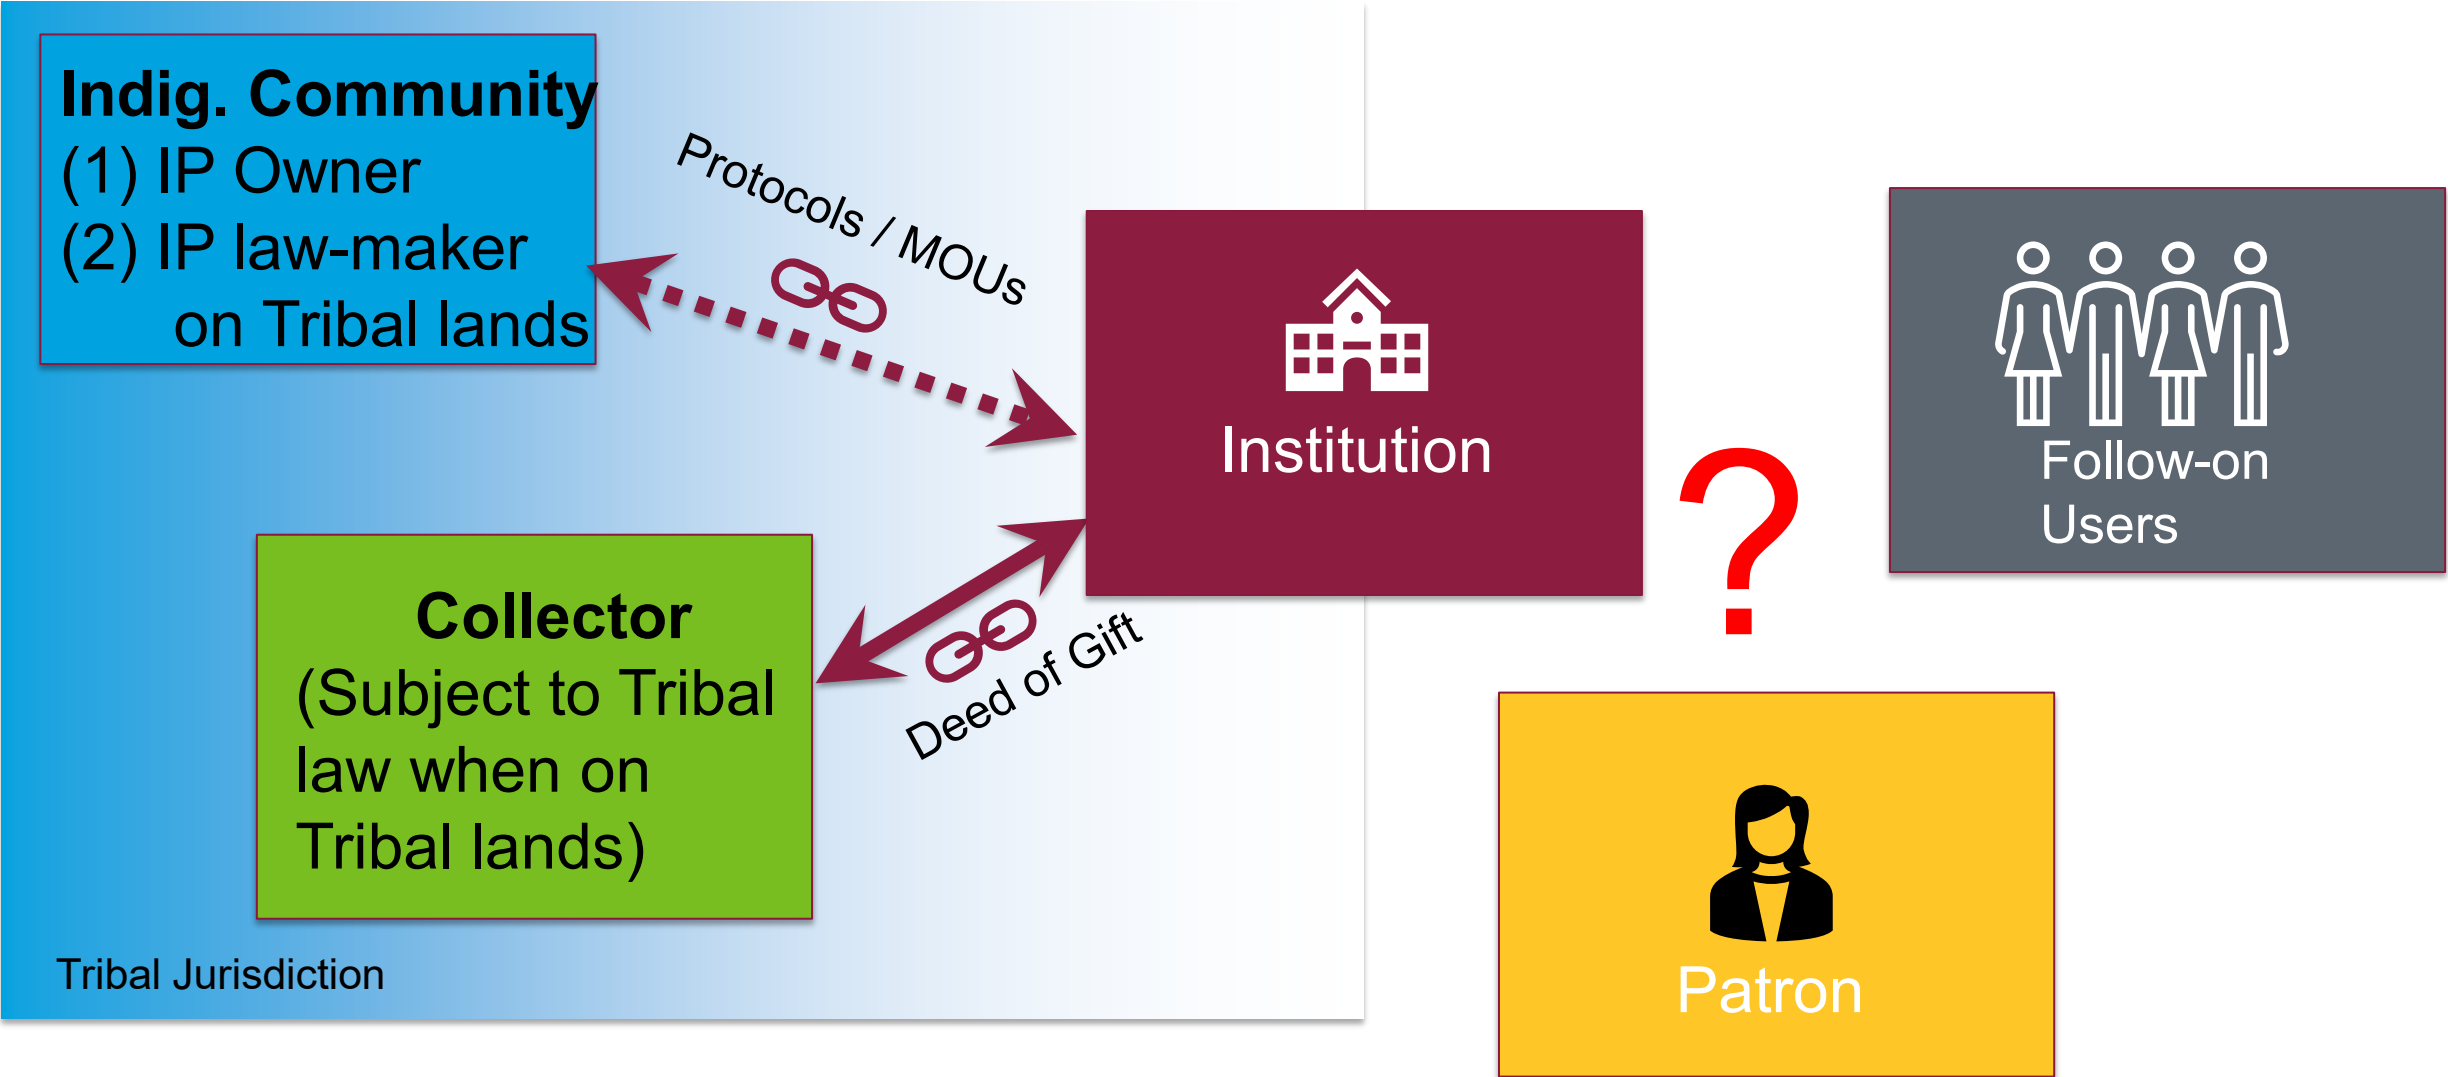 Indig. Community
(1) IP Owner
(2) IP law-maker
on Tribal lands
Protocols / MOUs
Institution
Follow-on
Users
?
Collector
(Subject to Tribal
law when on
Tribal lands)
Deed of Gift
Patron
Tribal Jurisdiction